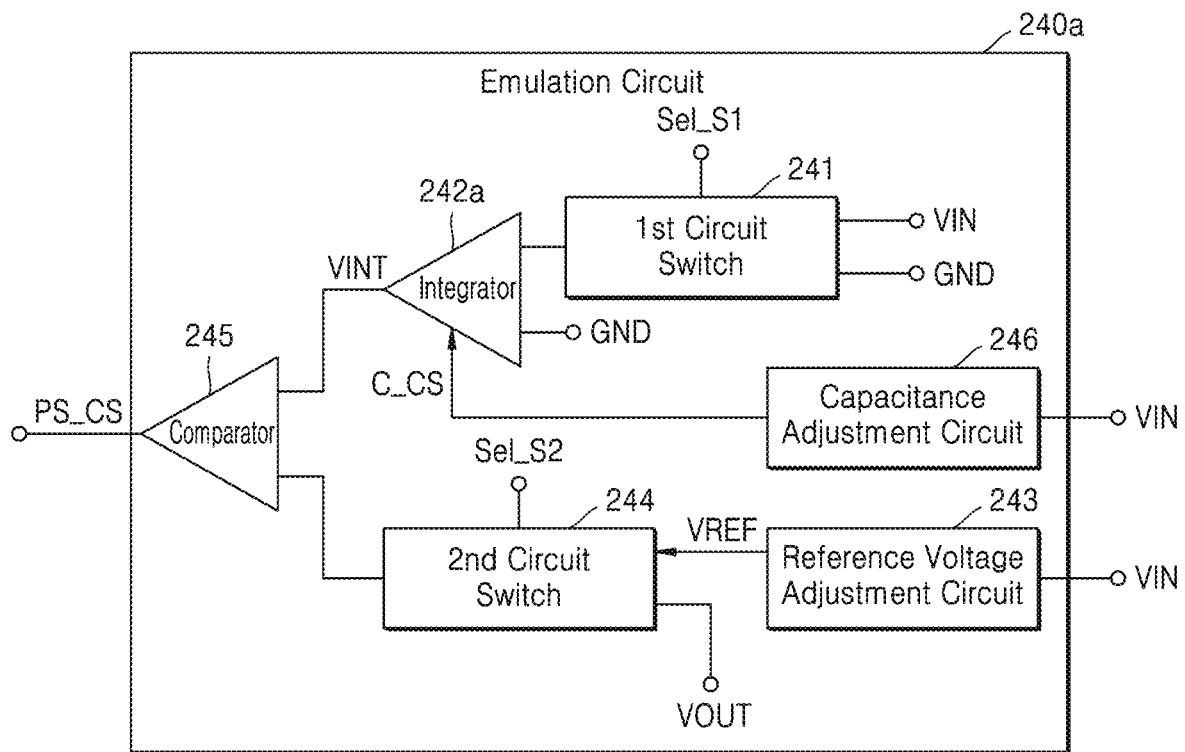 240a
Emulation Circuit
Sel_S1
241
242a
1st Circuit
Switch
VIN
GND
VINT
Integrator
GND
245
246
C_CS
Capacitance
Adjustment Circuit
VIN
PS_CS
Comparator
Sel_S2
244
243
VREF
2nd Circuit
Switch
Reference Voltage
Adjustment Circuit
VIN
VOUT